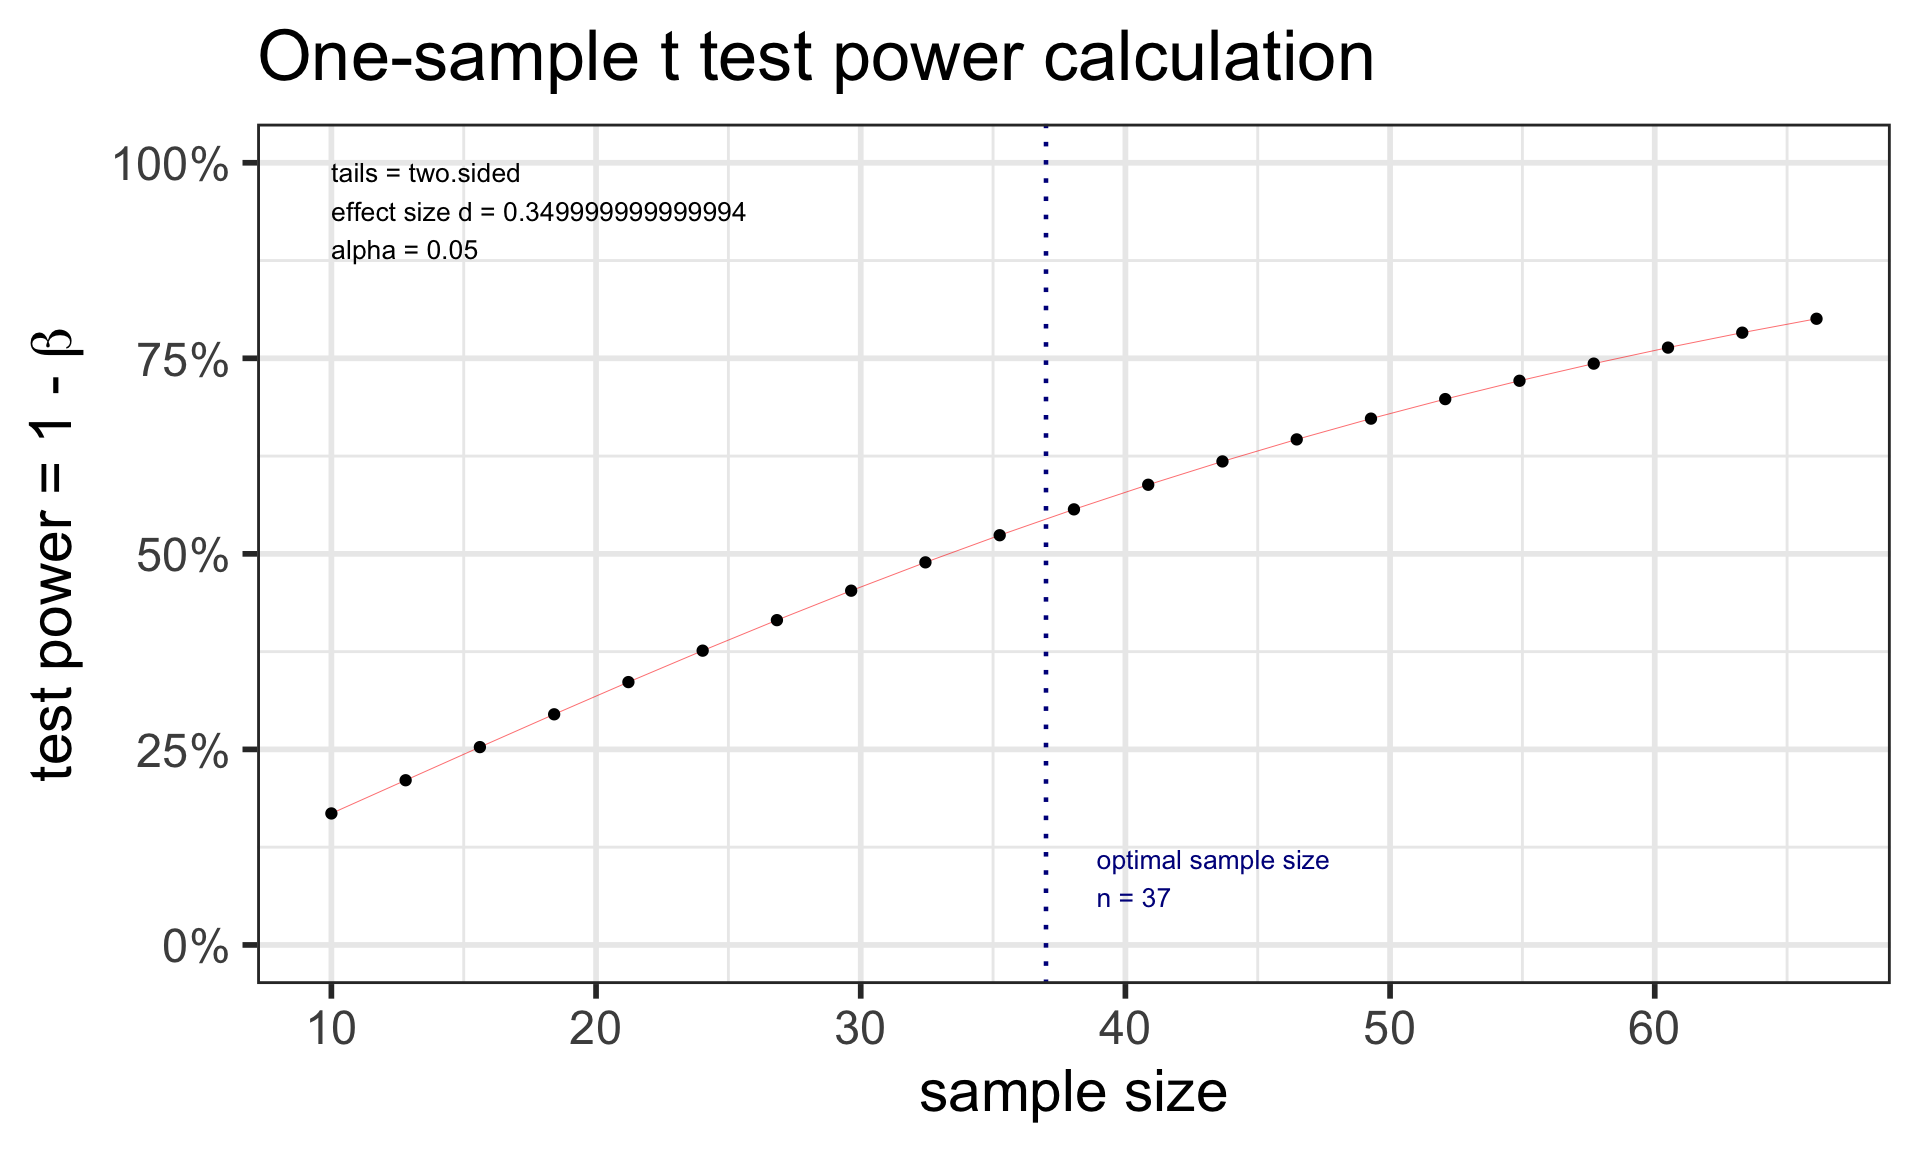 One-sample t test power calculation
100%
75%
50%
25%
0%
test power = 1 - β
tails = two.sided
effect size d = 0.349999999999994
alpha = 0.05
optimal sample size
n = 37
10 20 30 40 50 60
sample size